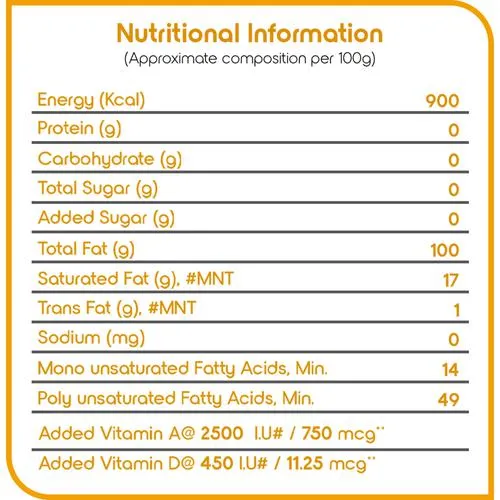 Nutritional Information
(Approximate composition per 100g)
Energy (Kcal) 900
Protein (g) 0
Carbohydrate (g) 0
Total Sugar (g) 0
Added Sugar (g) 0
Total Fat (g) 100
Saturated Fat (g), #MNT 17
Trans Fat (g), #MNT 1
Sodium (mg) 0
Mono unsaturated Fatty Acids, Min. 14
Poly unsaturated Fatty Acids, Min. 49
Added Vitamin A@ 2500 I.U# / 750 mcg**
Added Vitamin D@ 450 I.U# / 11.25 mcg**